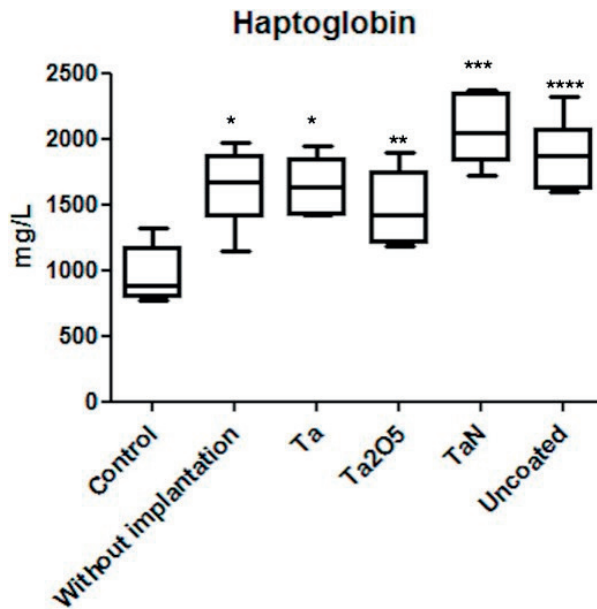 Haptoglobin
mg/L
2500
2000
1500
1000
500
0
*
*
**
***
****
Control
Without implantation
Ta
Ta2O5
TaN
Uncoated